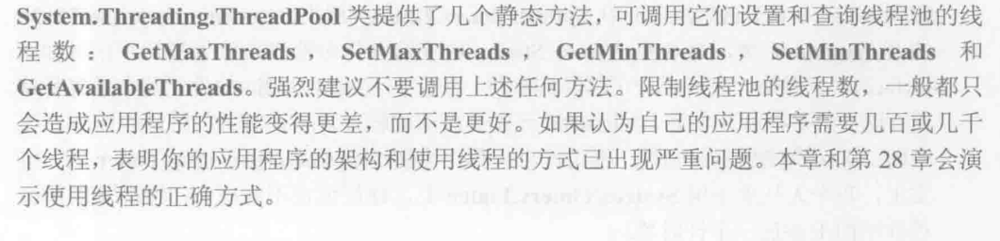 System.Threading.ThreadPool 类提供了几个静态方法，可调用它们设置和查询线程池的线
程数：GetMaxThreads，SetMaxThreads，GetMinThreads，SetMinThreads 和
GetAvailableThreads。强烈建议不要调用上述任何方法。限制线程池的线程数，一般都只
会造成应用程序的性能变得更差，而不是更好。如果认为自己的应用程序需要几百或几千
个线程，表明你的应用程序的架构和使用线程的方式已出现严重问题。本章和第 28 章会演
示使用线程的正确方式。